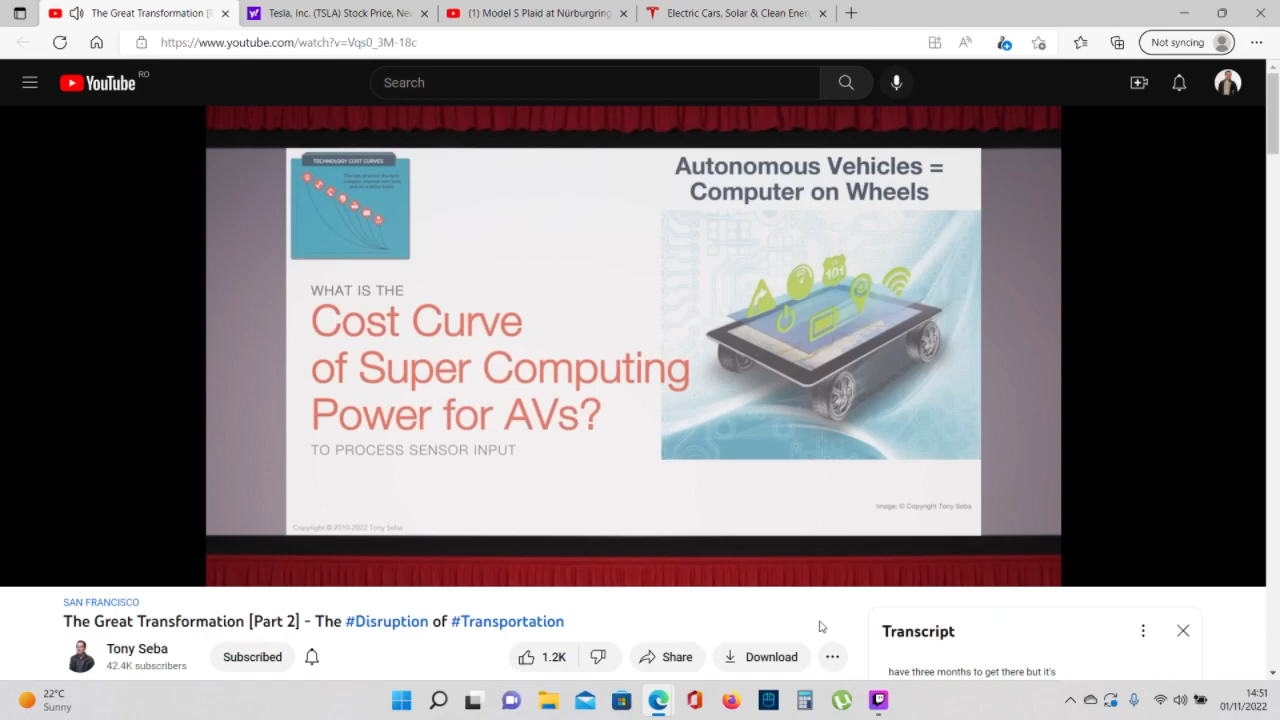 The Great Transformation [
Tesla, Inc. (TSLA) Stock Price, Nev
(1) Model S Plaid at Nürburgring
Electric Cars, Solar & Clean Ener
https://www.youtube.com/watch?v=Vqs0_3M-18c
Not syncing
YouTube RO
Search
TECHNOLOGY COST CURVES
Autonomous Vehicles =
Computer on Wheels
101
WHAT IS THE
Cost Curve
of Super Computing
Power for AVs?
TO PROCESS SENSOR INPUT
Image: © Copyright Tony Seba
Copyright © 2010-2022 Tony Seba
SAN FRANCISCO
The Great Transformation [Part 2] - The #Disruption of #Transportation
Tony Seba
42.4K subscribers
Subscribed
1.2K
Share
Download
Transcript
have three months to get there but it's
22°C
Sunny
14:51
01/11/2022